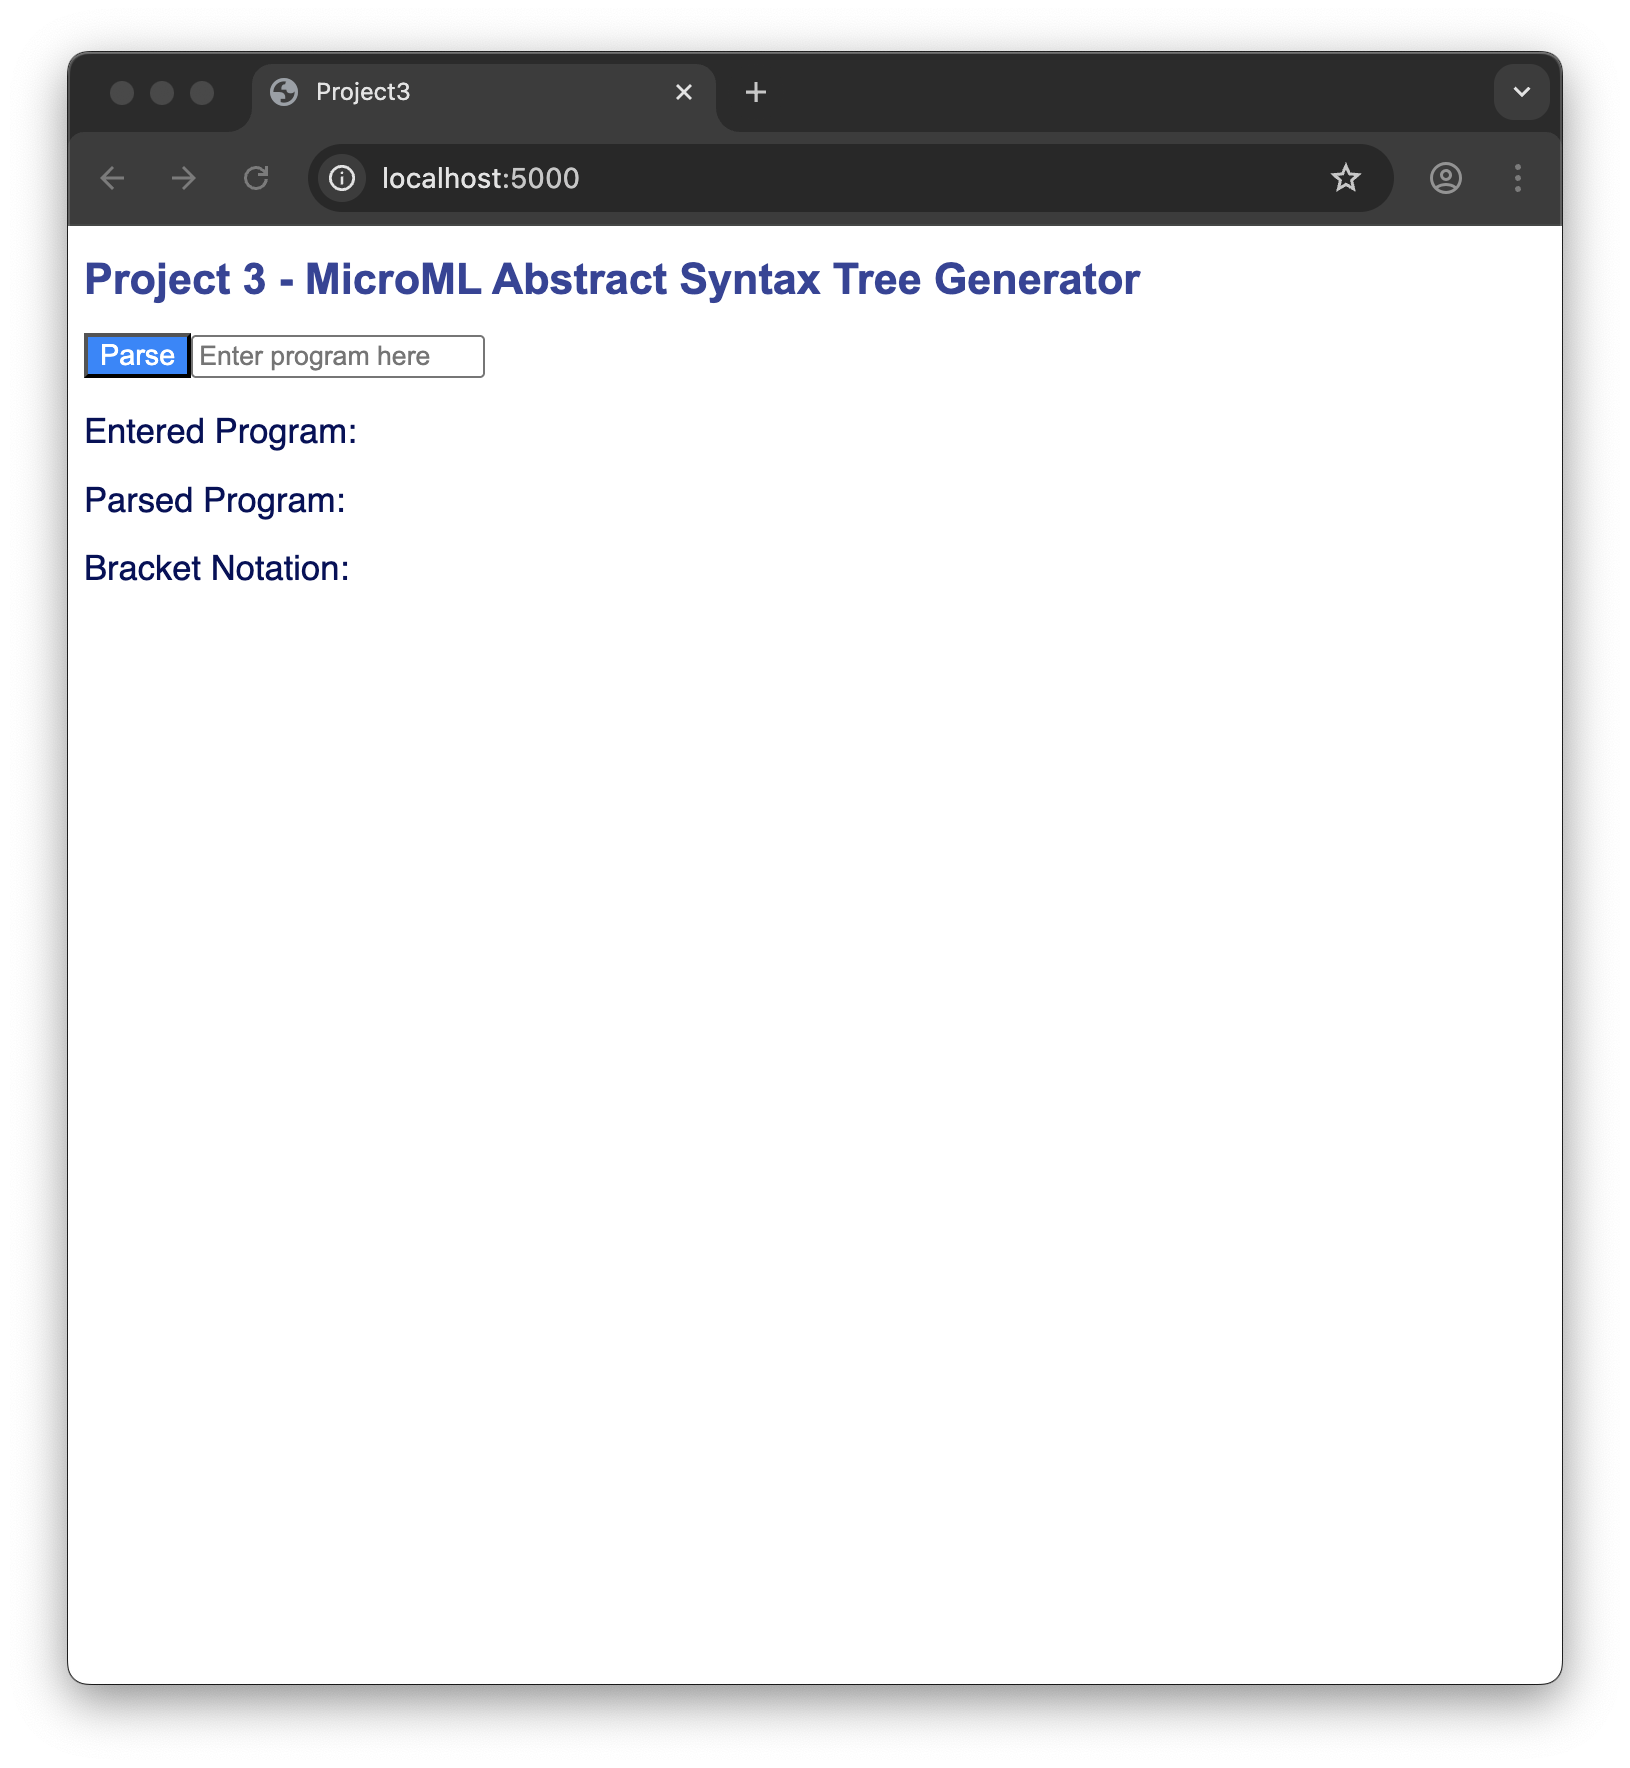 Project3
localhost:5000
Project 3 - MicroML Abstract Syntax Tree Generator
Parse Enter program here
Entered Program:
Parsed Program:
Bracket Notation: